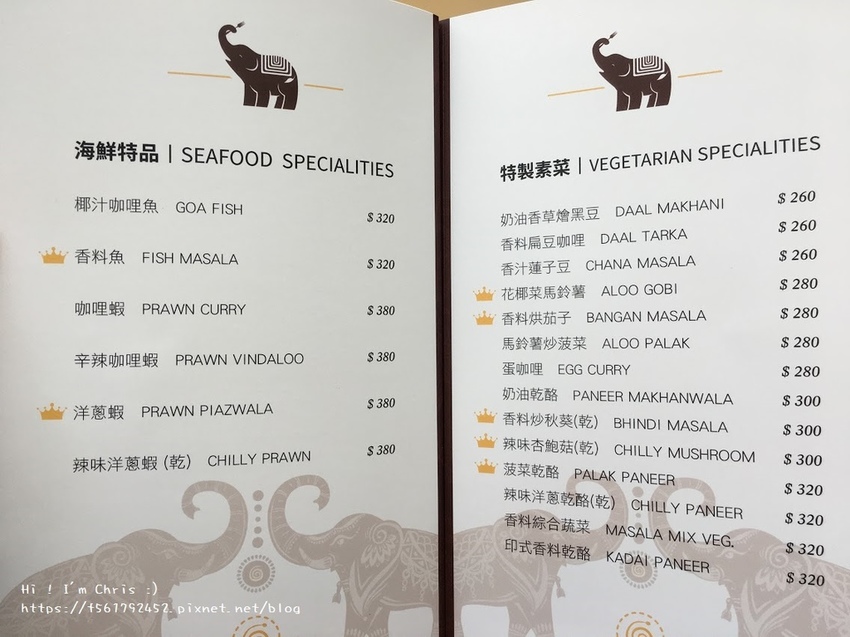 海鮮特品 | SEAFOOD SPECIALITIES
椰汁咖哩魚 GOA FISH $ 320
香料魚 FISH MASALA $ 320
咖哩蝦 PRAWN CURRY $ 380
辛辣咖哩蝦 PRAWN VINDALOO $ 380
洋蔥蝦 PRAWN PIAZWALA $ 380
辣味洋蔥蝦 (乾) CHILLY PRAWN $ 380
特製素菜 | VEGETARIAN SPECIALITIES
奶油香草燴黑豆 DAAL MAKHANI $ 260
香料扁豆咖哩 DAAL TARKA $ 260
香汁蓮子豆 CHANA MASALA $ 260
花椰菜馬鈴薯 ALOO GOBI $ 280
香料烘茄子 BANGAN MASALA $ 280
馬鈴薯炒菠菜 ALOO PALAK $ 280
蛋咖哩 EGG CURRY $ 280
奶油乾酪 PANEER MAKHANWALA $ 300
香料炒秋葵(乾) BHINDI MASALA $ 300
辣味杏鮑菇(乾) CHILLY MUSHROOM $ 300
菠菜乾酪 PALAK PANEER $ 320
辣味洋蔥乾酪(乾) CHILLY PANEER $ 320
香料綜合蔬菜 MASALA MIX VEG. $ 320
印式香料乾酪 KADAI PANEER $ 320
Hi ! I'm Chris :)
https://f561792452.pixnet.net/blog